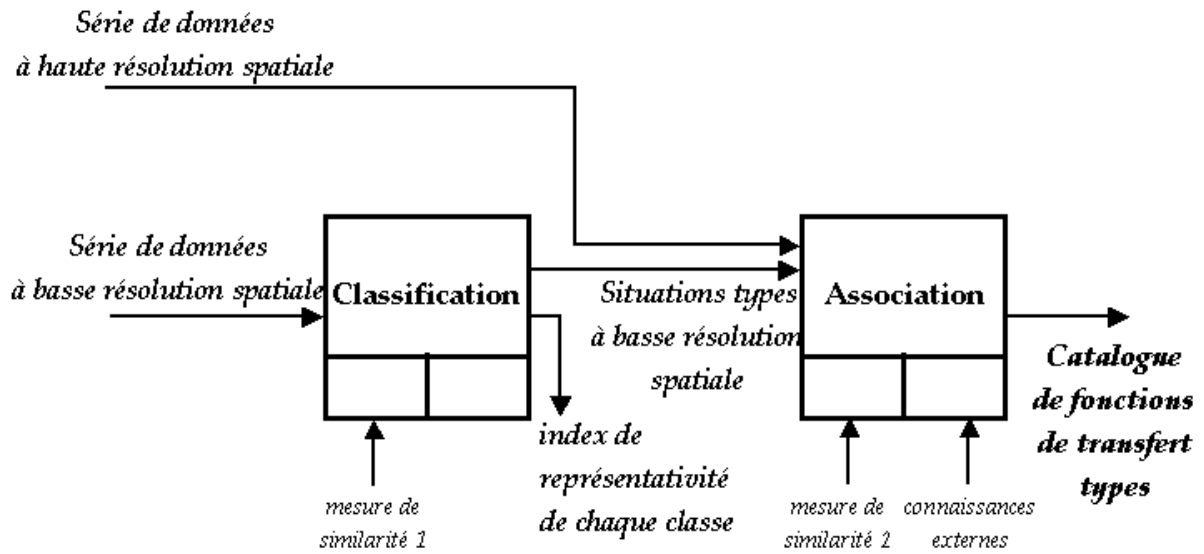 Série de données
à haute résolution spatiale
Série de données
à basse résolution spatiale
Classification
Situations types
à basse résolution
spatiale
Association
Catalogue
de fonctions
de transfert
types
index de
représentativité
de chaque classe
mesure de
similarité 1
mesure de
similarité 2
connaissances
externes